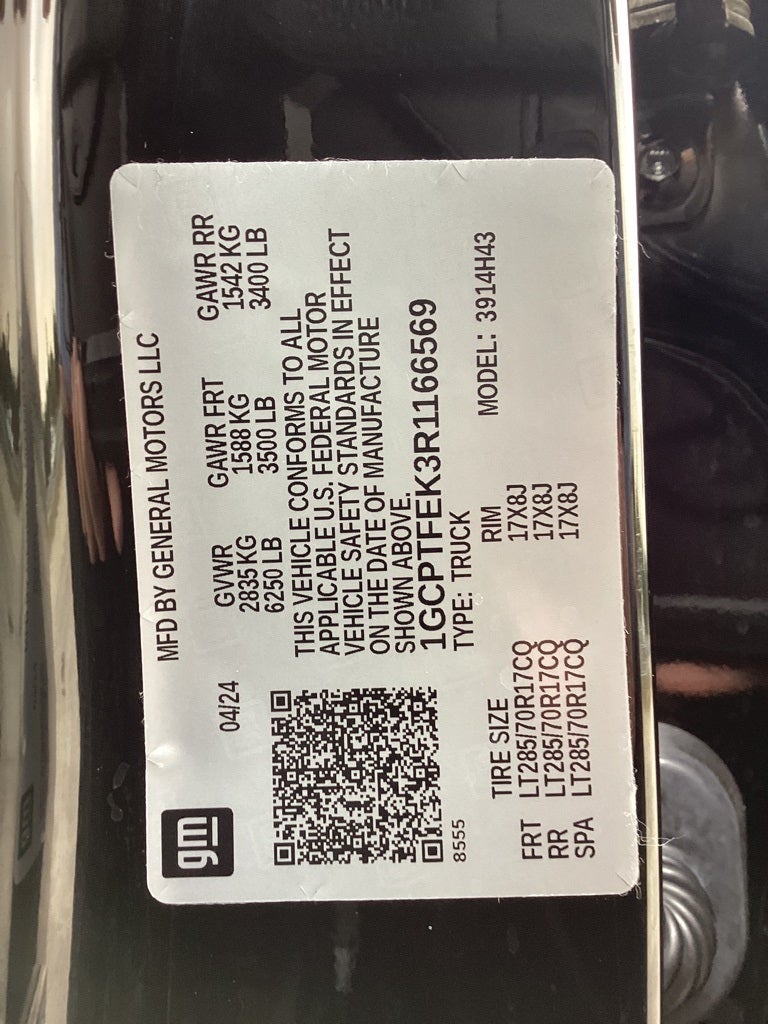 gm
MFD BY GENERAL MOTORS LLC
04/24
GVWR GAWR FRT GAWR RR
2835 KG 1588 KG 1542 KG
6250 LB 3500 LB 3400 LB
THIS VEHICLE CONFORMS TO ALL
APPLICABLE U.S. FEDERAL MOTOR
VEHICLE SAFETY STANDARDS IN EFFECT
ON THE DATE OF MANUFACTURE
SHOWN ABOVE.
1GCPTFEK3R1166569
8555
TYPE: TRUCK MODEL: 3914H43
TIRE SIZE RIM
FRT LT285/70R17CQ 17X8J
RR LT285/70R17CQ 17X8J
SPA LT285/70R17CQ 17X8J